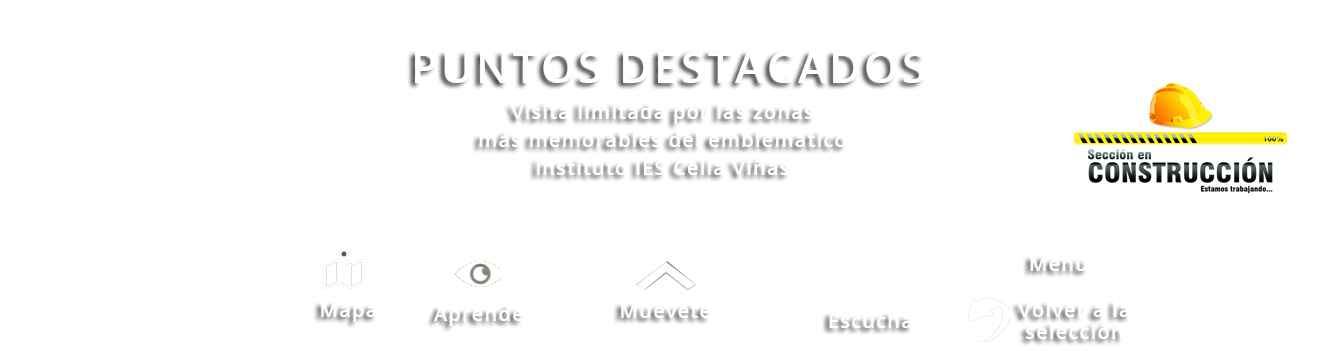 PUNTOS DESTACADOS
Visita limitada por las zonas
más memorables del emblematico
Instituto IES Celia Viñas
100%
Sección en
CONSTRUCCIÓN
Estamos trabajando...
Menu
Mapa
Aprende
Muevete
Escucha
Volver a la
selección